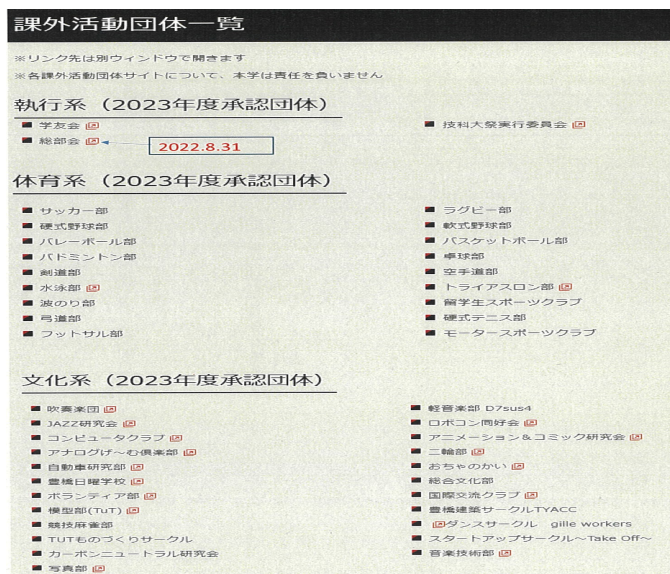 課外活動団体一覧
※リンク先は別ウィンドウで開きます
※各課外活動団体サイトについて、本学は責任を負いません
執行系（2023年度承認団体）
学友会
総部会
2022.8.31
技科大祭実行委員会
体育系（2023年度承認団体）
サッカー部
硬式野球部
バレーボール部
バドミントン部
剣道部
水泳部
波のり部
弓道部
フットサル部
ラグビー部
軟式野球部
バスケットボール部
卓球部
空手道部
トライアスロン部
留学生スポーツクラブ
硬式テニス部
モータースポーツクラブ
文化系（2023年度承認団体）
吹奏楽団
JAZZ研究会
コンピュータクラブ
アナログげ～む倶楽部
自動車研究部
豊橋日曜学校
ボランティア部
模型部(TuT)
競技麻雀部
TUTものづくりサークル
カーボンニュートラル研究会
写真部
軽音楽部 D7sus4
ロボコン同好会
アニメーション＆コミック研究会
二輪部
おちゃのかい
総合文化部
国際交流クラブ
豊橋建築サークルTYACC
ダンスサークル　gille workers
スタートアップサークル～Take Off～
音楽技術部